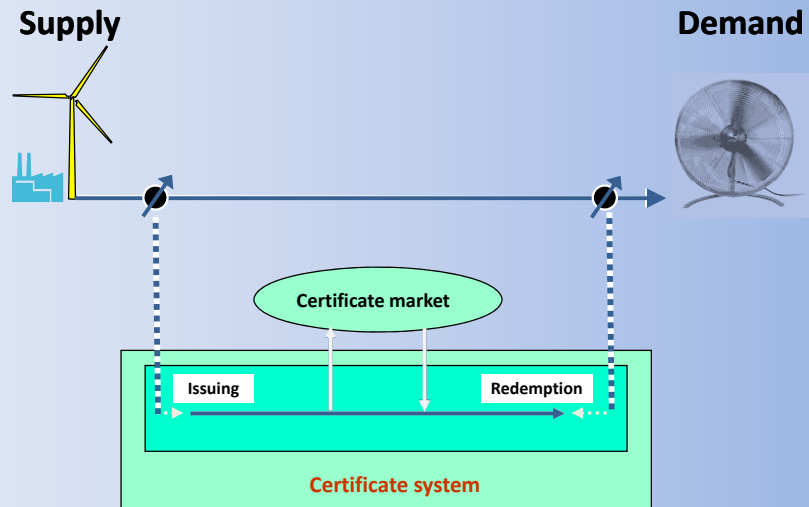 Supply
Demand
Certificate market
Issuing
Redemption
Certificate system